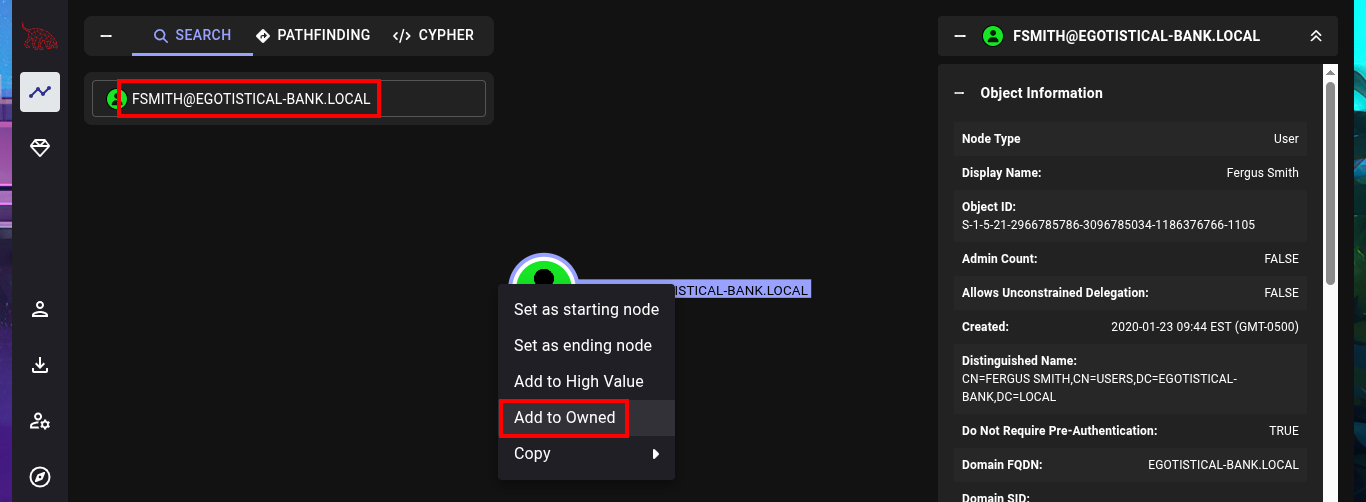 SEARCH
PATHFINDING
CYPHER
FSMITH@EGOTISTICAL-BANK.LOCAL
ISTICAL-BANK.LOCAL
Set as starting node
Set as ending node
Add to High Value
Add to Owned
Copy
FSMITH@EGOTISTICAL-BANK.LOCAL
Object Information
Node Type User
Display Name: Fergus Smith
Object ID:
S-1-5-21-2966785786-3096785034-1186376766-1105
Admin Count: FALSE
Allows Unconstrained Delegation: FALSE
Created: 2020-01-23 09:44 EST (GMT-0500)
Distinguished Name:
CN=FERGUS SMITH,CN=USERS,DC=EGOTISTICAL-
BANK,DC=LOCAL
Do Not Require Pre-Authentication: TRUE
Domain FQDN: EGOTISTICAL-BANK.LOCAL
Domain SID: